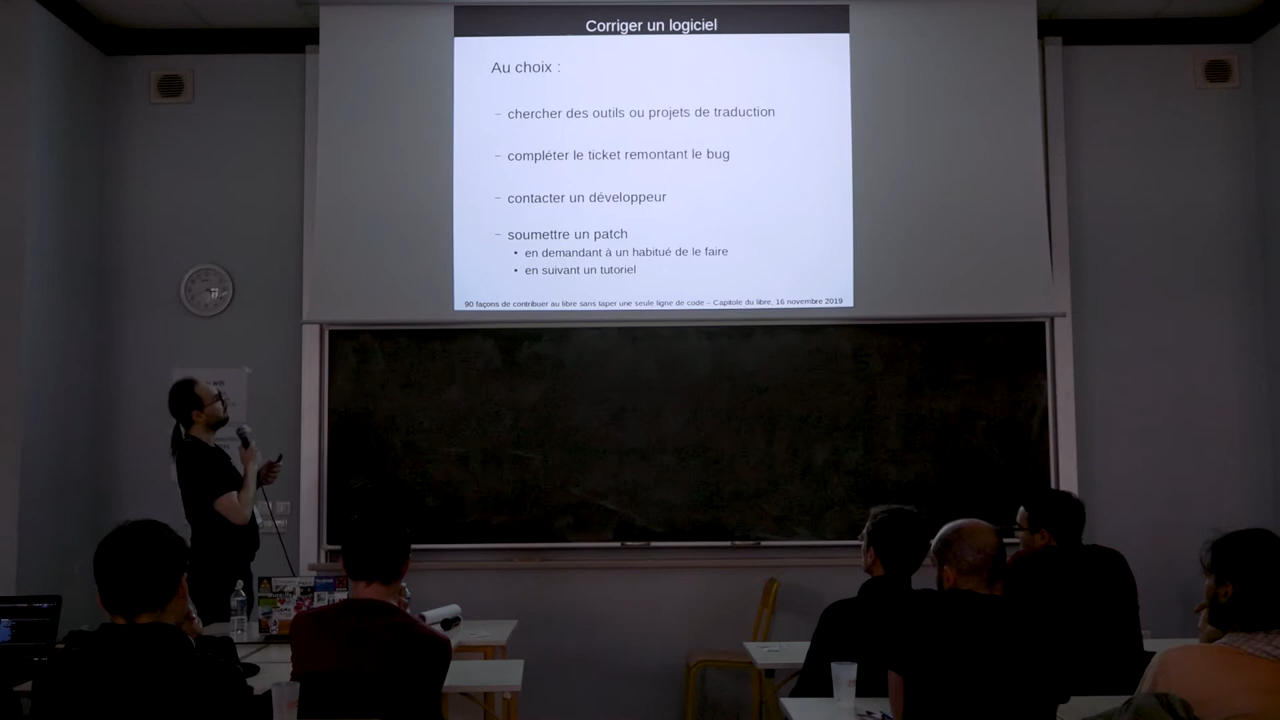 Corriger un logiciel
Au choix :
– chercher des outils ou projets de traduction
– compléter le ticket remontant le bug
– contacter un développeur
– soumettre un patch
• en demandant à un habitué de le faire
• en suivant un tutoriel
90 façons de contribuer au libre sans taper une seule ligne de code – Capitole du libre, 16 novembre 2019